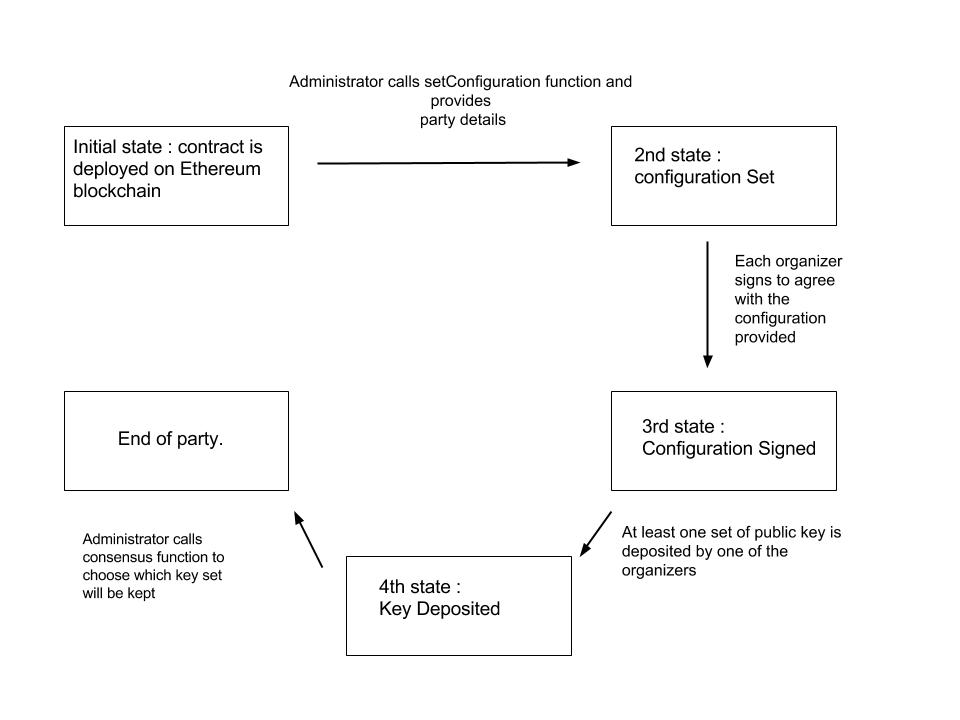 Administrator calls setConfiguration function and
provides
party details
Initial state : contract is
deployed on Ethereum
blockchain
2nd state :
configuration Set
Each organizer
signs to agree
with the
configuration
provided
3rd state :
Configuration Signed
At least one set of public key is
deposited by one of the
organizers
4th state :
Key Deposited
Administrator calls
consensus function to
choose which key set
will be kept
End of party.